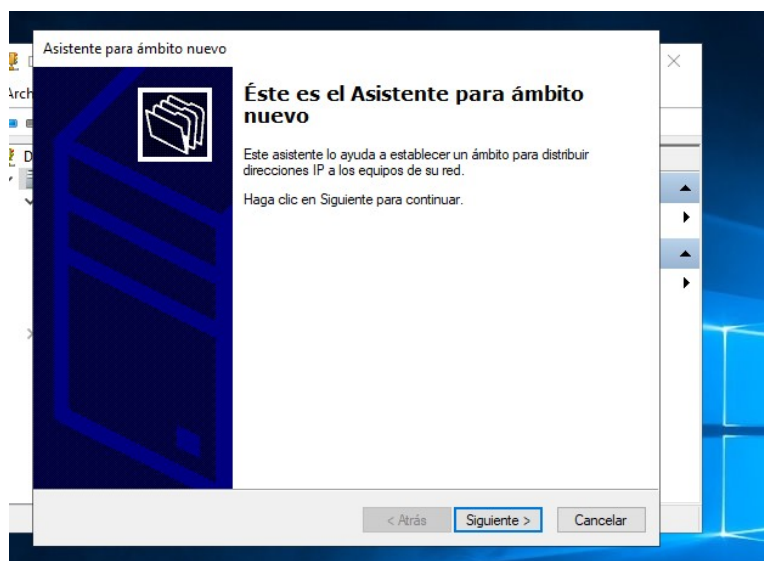 Asistente para ámbito nuevo
Arch
D
Éste es el Asistente para ámbito
nuevo
Este asistente lo ayuda a establecer un ámbito para distribuir
direcciones IP a los equipos de su red.
Haga clic en Siguiente para continuar.
< Atrás
Siguiente >
Cancelar